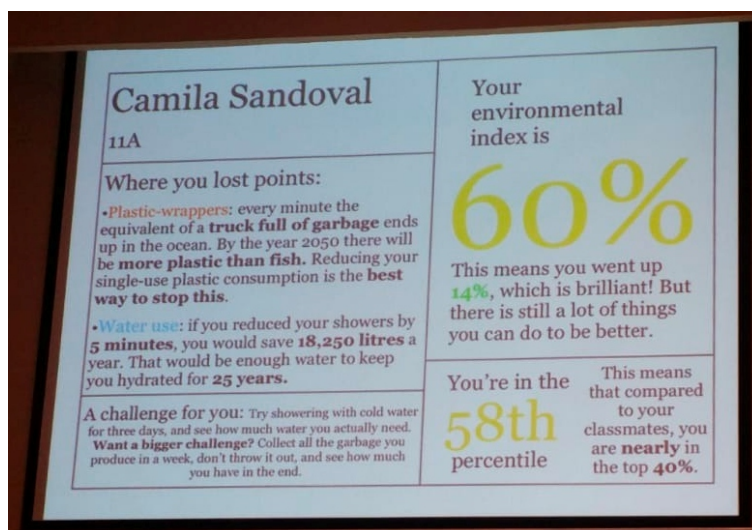 Camila Sandoval
11A
Where you lost points:
•Plastic-wrappers: every minute the
equivalent of a truck full of garbage ends
up in the ocean. By the year 2050 there will
be more plastic than fish. Reducing your
single-use plastic consumption is the best
way to stop this.
•Water use: if you reduced your showers by
5 minutes, you would save 18,250 litres a
year. That would be enough water to keep
you hydrated for 25 years.
A challenge for you: Try showering with cold water
for three days, and see how much water you actually need.
Want a bigger challenge? Collect all the garbage you
produce in a week, don't throw it out, and see how much
you have in the end.
Your
environmental
index is
60%
This means you went up
14%, which is brilliant! But
there is still a lot of things
you can do to be better.
You're in the
58th
percentile
This means
that compared
to your
classmates, you
are nearly in
the top 40%.